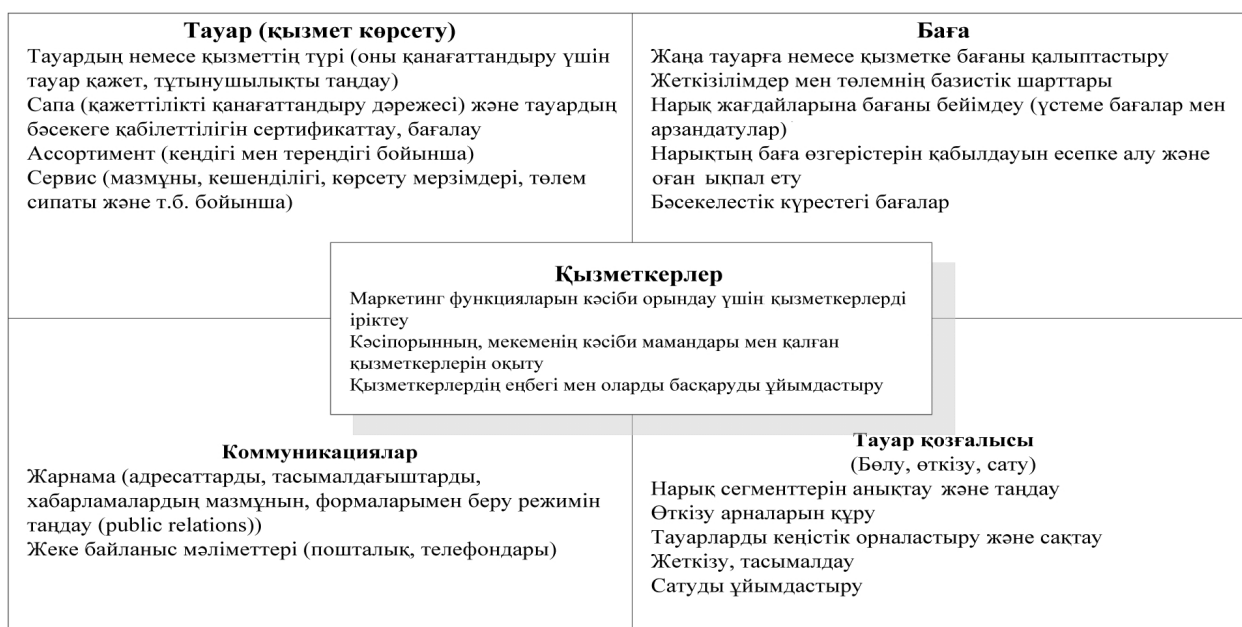 Тауар (қызмет көрсету)
Тауардың немесе қызметтің түрі (оны қанағаттандыру үшін
тауар қажет, тұтынушылықты таңдау)
Сапа (қажеттілікті қанағаттандыру дәрежесі) және тауардың
бәсекеге қабілеттілігін сертификаттау, бағалау
Ассортимент (кеңдігі мен тереңдігі бойынша)
Сервис (мазмұны, кешенділігі, көрсету мерзімдері, төлем
сипаты және т.б. бойынша)
Баға
Жаңа тауарға немесе қызметке бағаны қалыптастыру
Жеткізілімдер мен төлемнің базистік шарттары
Нарық жағдайларына бағаны бейімдеу (үстеме бағалар мен
арзандатулар)
Нарықтың баға өзгерістерін қабылдауын есепке алу және
оған ықпал ету
Бәсекелестік күрестегі бағалар
Қызметкерлер
Маркетинг функцияларын кәсіби орындау үшін қызметкерлерді
іріктеу
Кәсіпорынның, мекеменің кәсіби мамандары мен қалған
қызметкерлерін оқыту
Қызметкерлердің еңбегі мен оларды басқаруды ұйымдастыру
Коммуникациялар
Жарнама (адресаттарды, тасымалдағыштарды,
хабарламалардың мазмұнын, формаларымен беру режимін
таңдау (public relations))
Жеке байланыс мәліметтері (пошталық, телефондары)
Тауар қозғалысы
(Бөлу, өткізу, сату)
Нарық сегменттерін анықтау және таңдау
Өткізу арналарын құру
Тауарларды кеңістік орналастыру және сақтау
Жеткізу, тасымалдау
Сатуды ұйымдастыру